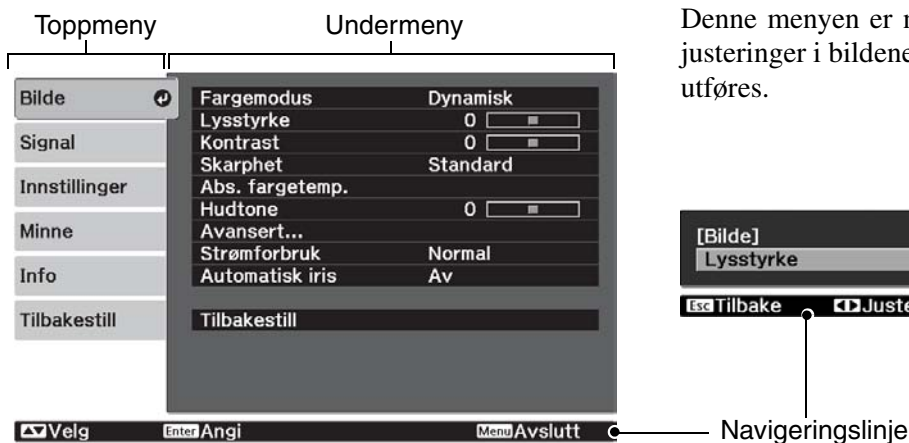 Toppmeny
Undermeny
Bilde
Signal
Innstillinger
Minne
Info
Tilbakestill
Fargemodus Dynamisk
Lysstyrke 0
Kontrast 0
Skarphet Standard
Abs. fargetemp.
Hudtone 0
Avansert...
Strømforbruk Normal
Automatisk iris Av
Tilbakestill
Velg Enter Angi Menu Avslutt
Denne menyen er
justeringer i bildene
utføres.
[Bilde]
Lysstyrke
Esc Tilbake
Navigeringslinje